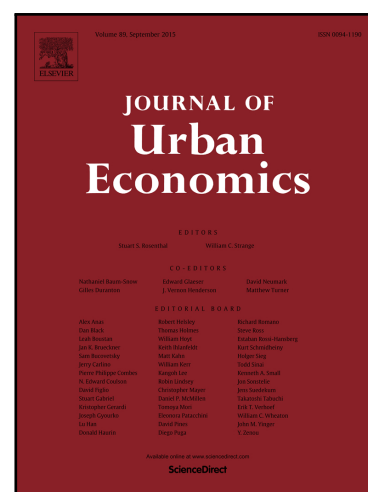 Volume 89, September 2015 ISSN 0094-1190
ELSEVIER
JOURNAL OF
Urban
Economics
EDITORS
Stuart S. Rosenthal William C. Strange
CO-EDITORS
Nathaniel Baum-Snow Edward Glaeser David Neumark
Gilles Duranton J. Vernon Henderson Matthew Turner
EDITORIAL BOARD
Alex Anas Robert Helsley Richard Romano
Dan Black Thomas Holmes Steve Ross
Leah Boustan William Hoyt Esteban Rossi-Hansberg
Jan K. Brueckner Keith Ihlanfeldt Kurt Schmidheiny
Sam Bucovetsky Matt Kahn Holger Sieg
Jerry Carlino William Kerr Todd Sinai
Pierre Philippe Combes Kangoh Lee Kenneth A. Small
N. Edward Coulson Robin Lindsey Jon Sonstelie
David Figlio Christopher Mayer Jens Suedekum
Stuart Gabriel Daniel P. McMillen Takatoshi Tabuchi
Kristopher Gerardi Tomoya Mori Erik T. Verhoef
Joseph Gyourko Eleonora Patacchini William C. Wheaton
Lu Han David Pines John M. Yinger
Donald Haurin Diego Puga Y. Zenou
Available online at www.sciencedirect.com
ScienceDirect